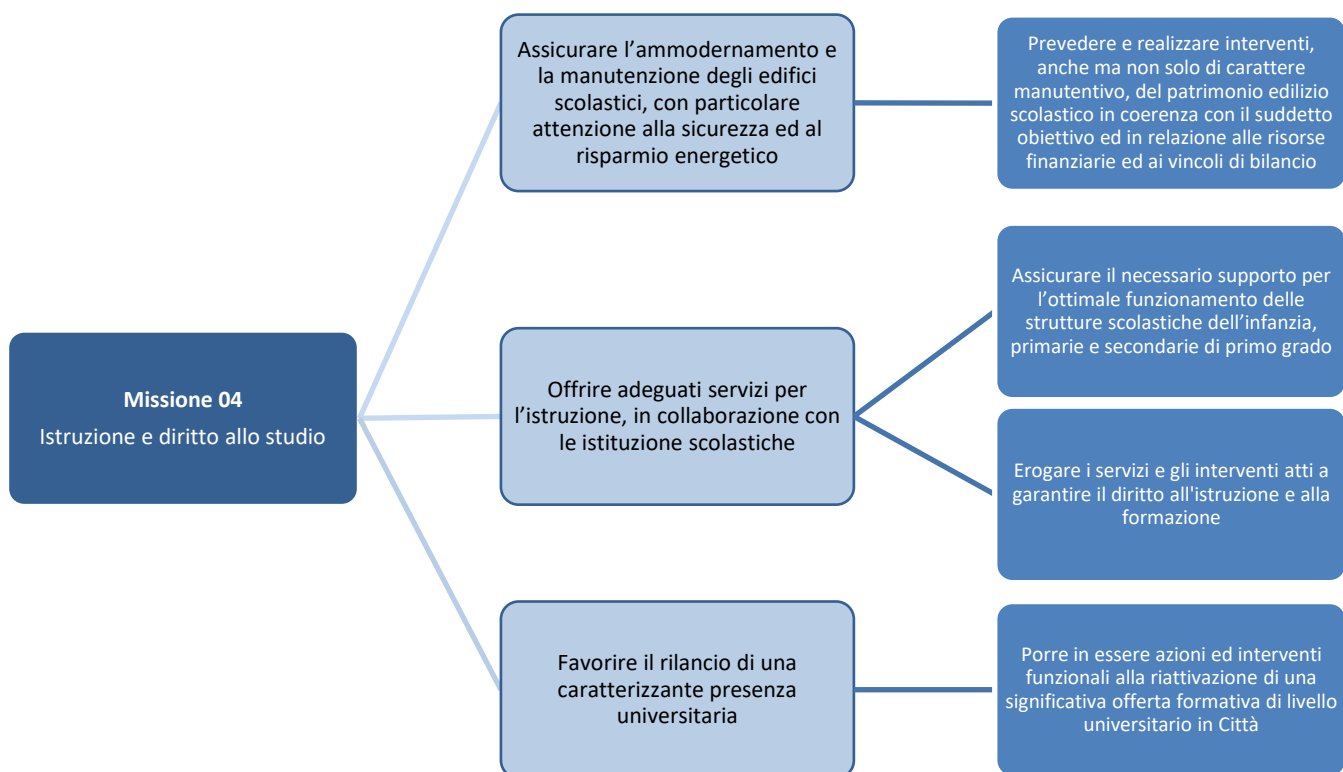 Missione 04
Istruzione e diritto allo studio
Assicurare l’ammodernamento e
la manutenzione degli edifici
scolastici, con particolare
attenzione alla sicurezza ed al
risparmio energetico
Prevedere e realizzare interventi,
anche ma non solo di carattere
manutentivo, del patrimonio edilizio
scolastico in coerenza con il suddetto
obiettivo ed in relazione alle risorse
finanziarie ed ai vincoli di bilancio
Offrire adeguati servizi per
l’istruzione, in collaborazione con
le istituzione scolastiche
Assicurare il necessario supporto per
l’ottimale funzionamento delle
strutture scolastiche dell’infanzia,
primarie e secondarie di primo grado
Erogare i servizi e gli interventi atti a
garantire il diritto all'istruzione e alla
formazione
Favorire il rilancio di una
caratterizzante presenza
universitaria
Porre in essere azioni ed interventi
funzionali alla riattivazione di una
significativa offerta formativa di livello
universitario in Città